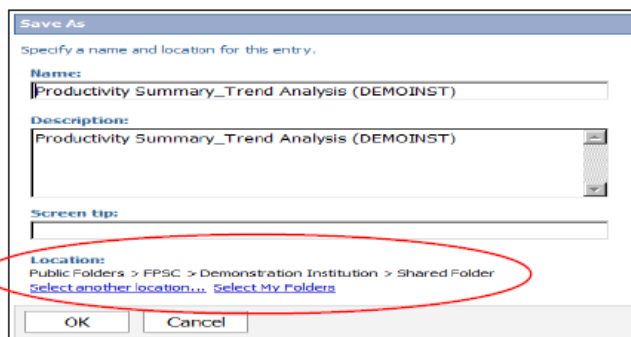 Save As
Specify a name and location for this entry.
Name:
Productivity Summary_Trend Analysis (DEMOINST)
Description:
Productivity Summary_Trend Analysis (DEMOINST)
Screen tip:
Location:
Public Folders > FPSC > Demonstration Institution > Shared Folder
Select another location... Select My Folders
OK Cancel